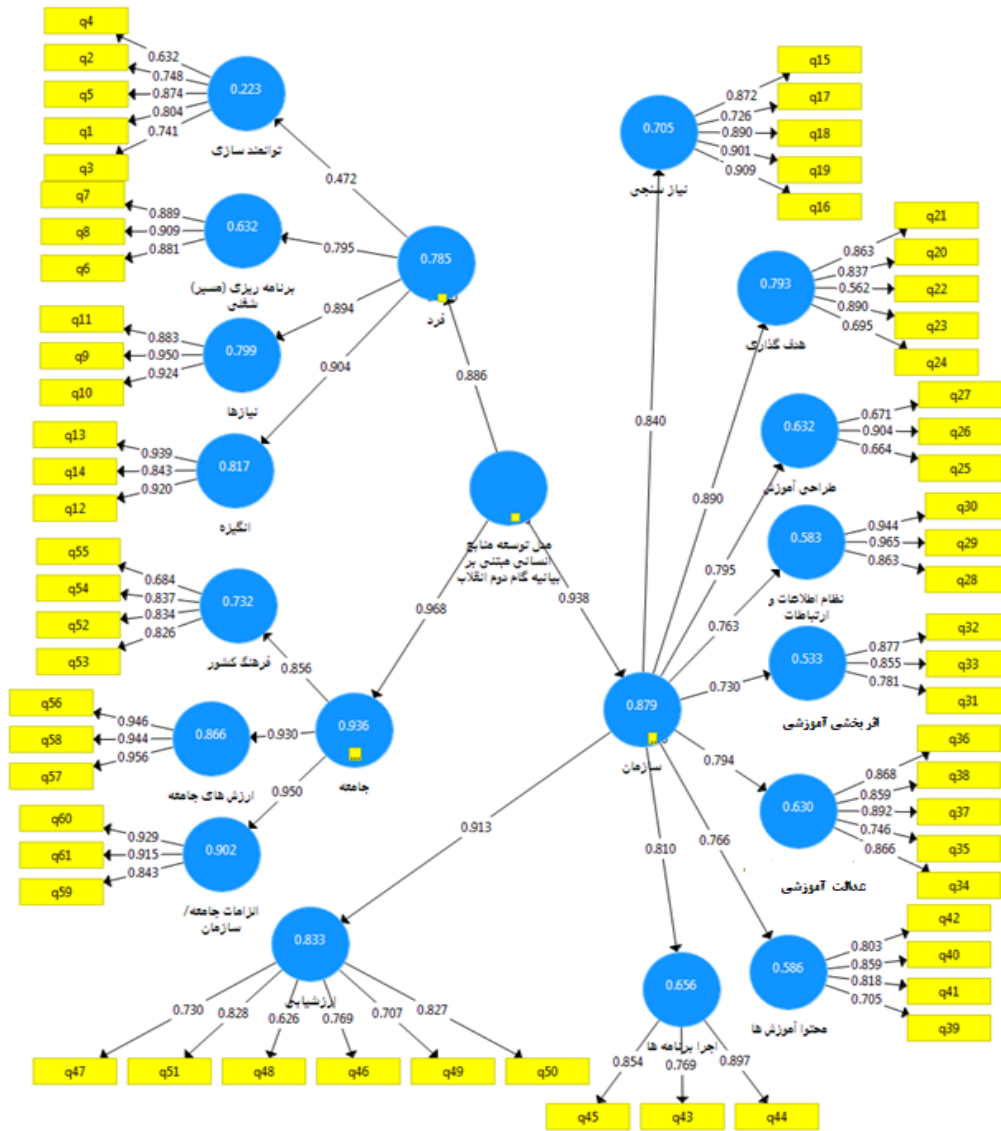 q4
q2
q5
q1
q3
0.632
0.748
0.874
0.804
0.741
0.223
توانمند سازی
q7
q8
q6
0.889
0.909
0.881
0.632
برنامه ریزی (مسیر)
شغلی
q11
q9
q10
0.883
0.950
0.924
0.799
نیازها
q13
q14
q12
0.939
0.843
0.920
0.817
انگیزه
0.472
0.795
0.894
0.904
0.785
فرد
0.886
مدل توسعه منابع
انسانی مبتنی بر
بیانیه گام دوم انقلاب
0.968
0.938
q55
q54
q52
q53
0.684
0.837
0.834
0.826
0.732
فرهنگ کشور
q56
q58
q57
0.946
0.944
0.956
0.866
ارزش های جامعه
q60
q61
q59
0.929
0.915
0.843
0.902
الزامات جامعه/
سازمان
0.856
0.930
0.950
0.936
جامعه
q15
q17
q18
q19
q16
0.872
0.726
0.890
0.901
0.909
0.705
نیاز سنجی
q21
q20
q22
q23
q24
0.863
0.837
0.562
0.890
0.695
0.793
هدف گذاری
q27
q26
q25
0.671
0.904
0.664
0.632
طراحی آموزش
q30
q29
q28
0.944
0.965
0.863
0.583
نظام اطلاعات و
ارتباطات
q32
q33
q31
0.877
0.855
0.781
0.533
اثر بخشی آموزشی
q36
q38
q37
q35
q34
0.868
0.859
0.892
0.746
0.866
0.630
عدالت آموزشی
q42
q40
q41
q39
0.803
0.859
0.818
0.705
0.586
محتوا آموزش ها
0.840
0.890
0.795
0.763
0.730
0.794
0.766
0.810
0.913
0.879
سازمان
0.656
اجرا برنامه ها
0.854
0.769
0.897
q45
q43
q44
0.833
ارزشیابی
0.730
0.828
0.626
0.769
0.707
0.827
q47
q51
q48
q46
q49
q50